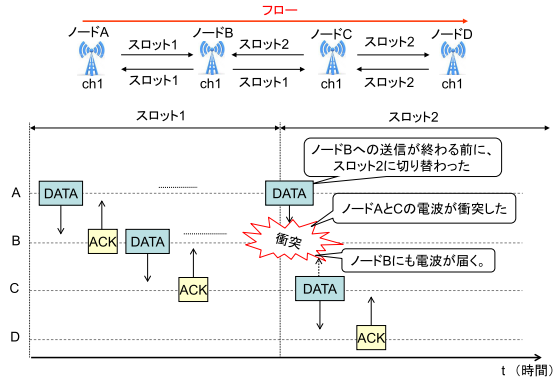 フロー
ノードA
ノードB
ノードC
ノードD
スロット1
スロット2
スロット2
スロット1
スロット1
スロット2
ch1
ch1
ch1
ch1
スロット1
スロット2
ノードBへの送信が終わる前に、
スロット2に切り替わった
A
DATA
DATA
ノードAとCの電波が衝突した
B
ACK
DATA
衝突
ノードBにも電波が届く。
C
ACK
DATA
D
ACK
t （時間）